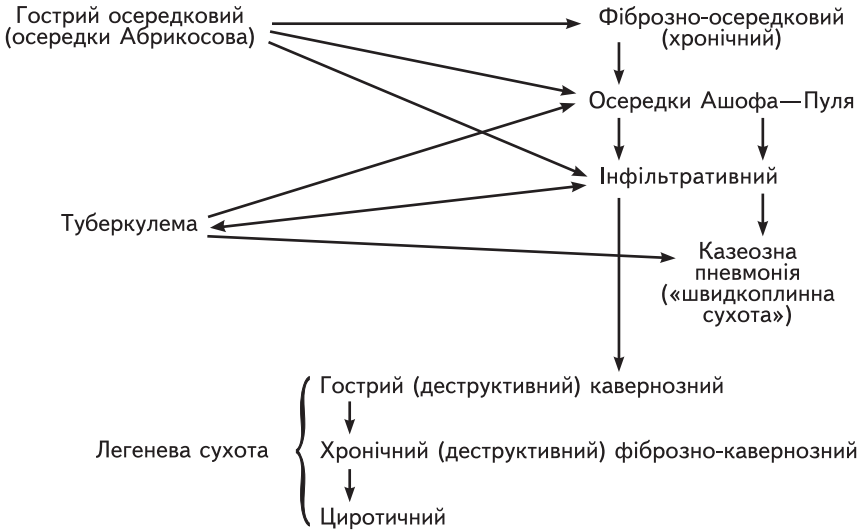 Гострий осередковий
(осередки Абрикосова)
Фіброзно-осередковий
(хронічний)
Осередки Ашофа—Пуля
Інфільтративний
Туберкулема
Казеозна
пневмонія
(«швидкоплинна
сухота»)
Гострий (деструктивний) кавернозний
Легенева сухота
Хронічний (деструктивний) фіброзно-кавернозний
Циротичний